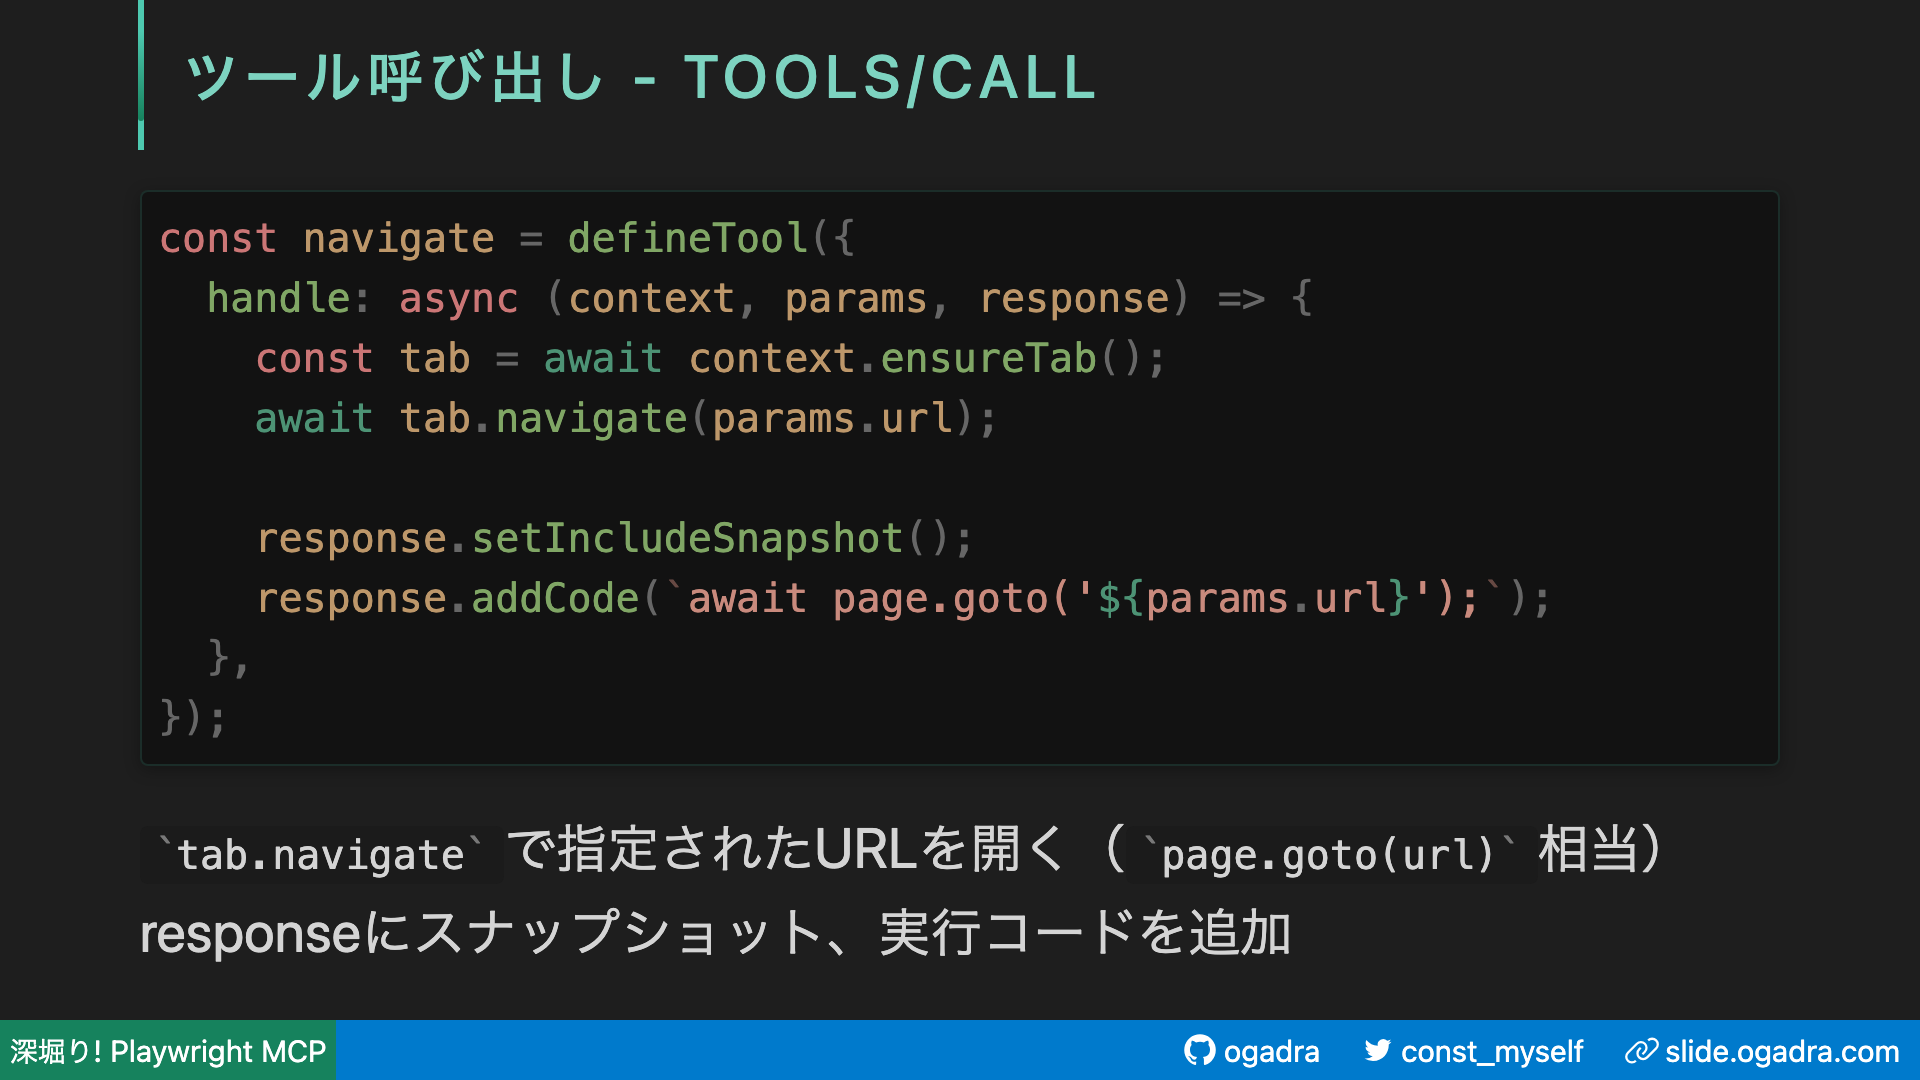 ツール呼び出し - TOOLS/CALL
const navigate = defineTool({
  handle: async (context, params, response) => {
    const tab = await context.ensureTab();
    await tab.navigate(params.url);

    response.setIncludeSnapshot();
    response.addCode(`await page.goto('${params.url}');`);
  },
});
`tab.navigate` で指定されたURLを開く（ `page.goto(url)` 相当）
responseにスナップショット、実行コードを追加
深堀り! Playwright MCP ogadra const_myself slide.ogadra.com